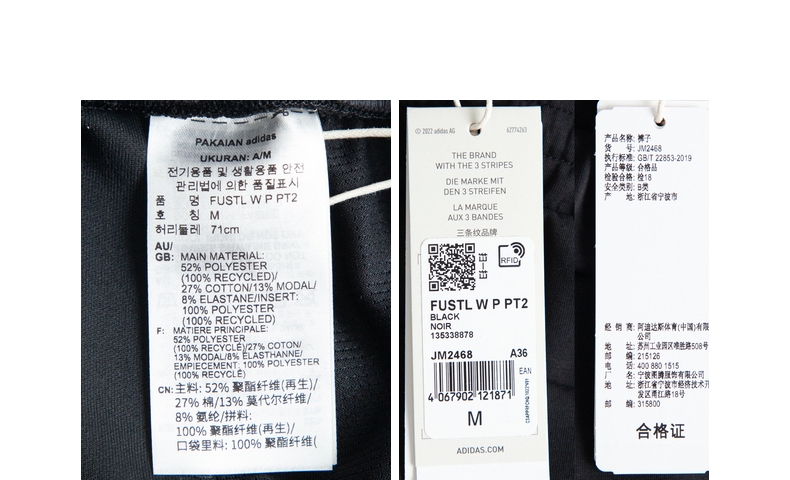 PAKAIAN adidas
UKURAN: A/M
전기용품 및 생활용품 안전
관리법에 의한 품질표시
품 명 FUSTL W P PT2
호 칭 M
허리둘레 71cm
AU/
GB: MAIN MATERIAL:
52% POLYESTER
(100% RECYCLED)/
27% COTTON/13% MODAL/
8% ELASTANE/INSERT:
100% POLYESTER
(100% RECYCLED)
F: MATIERE PRINCIPALE:
52% POLYESTER
(100% RECYCLE)/27% COTON/
13% MODAL/8% ELASTHANNE/
EMPIECEMENT: 100% POLYESTER
(100% RECYCLE)
CN: 主料: 52% 聚酯纤维(再生)/
27% 棉/13% 莫代尔纤维/
8% 氨纶/拼料:
100% 聚酯纤维(再生)/
口袋里料: 100% 聚酯纤维(
© 2022 adidas AG 62774263
THE BRAND
WITH THE 3 STRIPES
DIE MARKE MIT
DEN 3 STREIFEN
LA MARQUE
AUX 3 BANDES
三条纹品牌
RFID
FUSTL W P PT2
BLACK
NOIR
135338878
JM2468 A36
EAN
4 067902 121871
M
ADIDAS.COM
产品名称: 裤子
货 号: JM2468
执行标准: GB/T 22853-2019
产品等级: 合格品
检验合格: 检18
安全类别: B类
产 地: 浙江省宁波市
经 销 商: 阿迪达斯体育(中国)有限
公司
地 址: 苏州工业园区唯胜路508号
邮 编: 215126
电 话: 400 880 1515
厂 名: 宁波甬腾服饰有限公司
地 址: 浙江省宁波市经济技术开
发区甬江路18号
邮 编: 315800
合格证